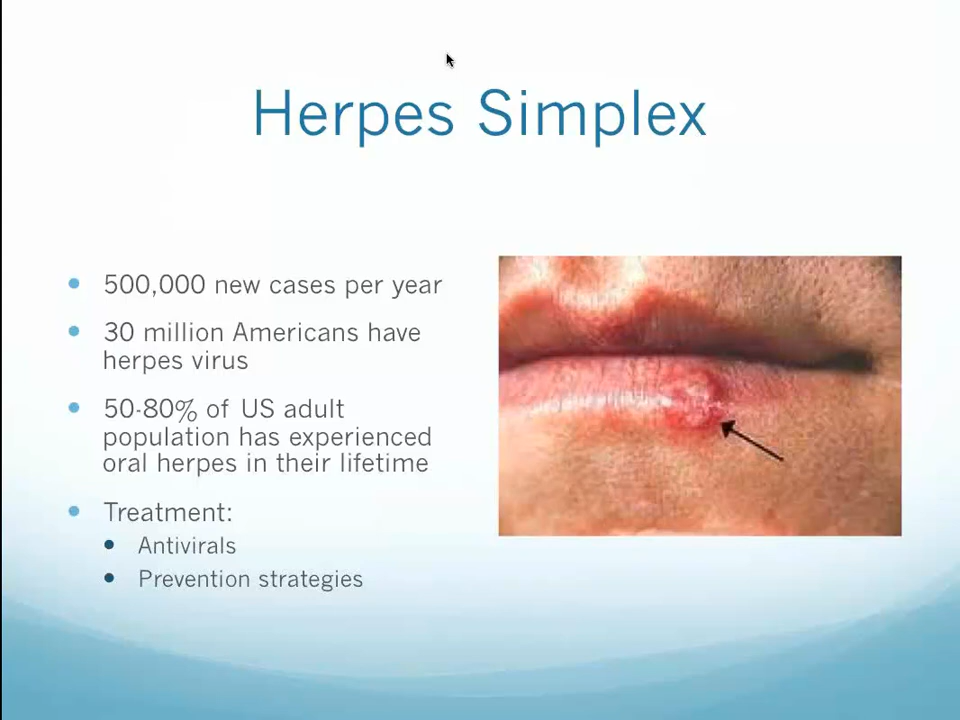 Herpes Simplex
500,000 new cases per year
30 million Americans have
herpes virus
50-80% of US adult
population has experienced
oral herpes in their lifetime
Treatment:
Antivirals
Prevention strategies